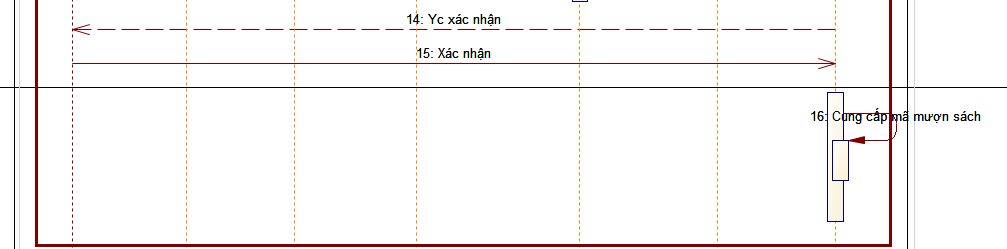 14: Yc xác nhận
15: Xác nhận
16: Cung cấp mã mượn sách